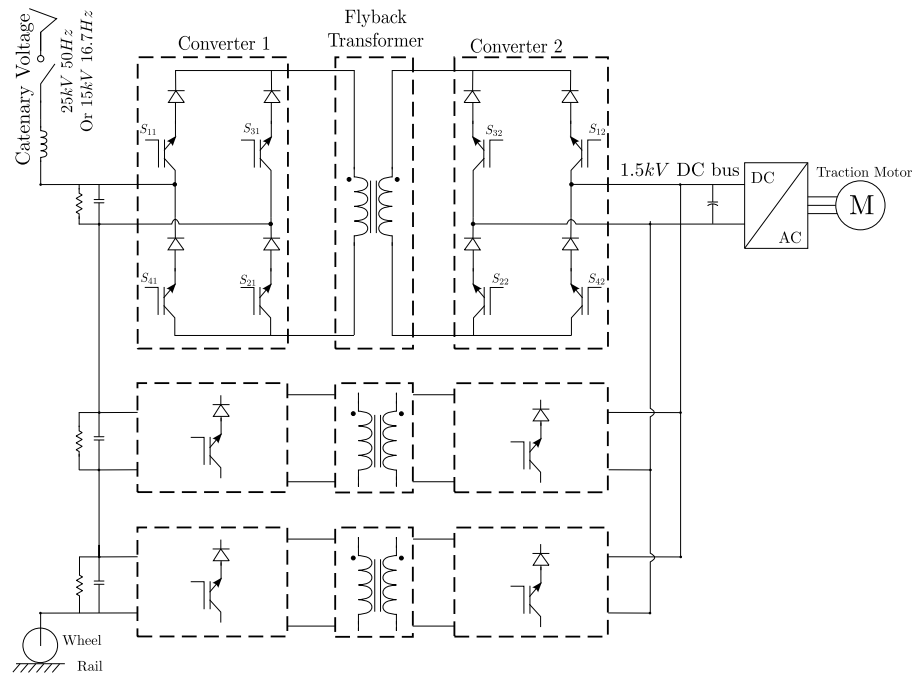 Catenary Voltage
25kV 50Hz
Or 15kV 16.7Hz
Converter 1
Flyback
Transformer
Converter 2
S11
S31
S32
S12
S41
S21
S22
S42
1.5kV DC bus
DC
AC
Traction Motor
M
Wheel
Rail